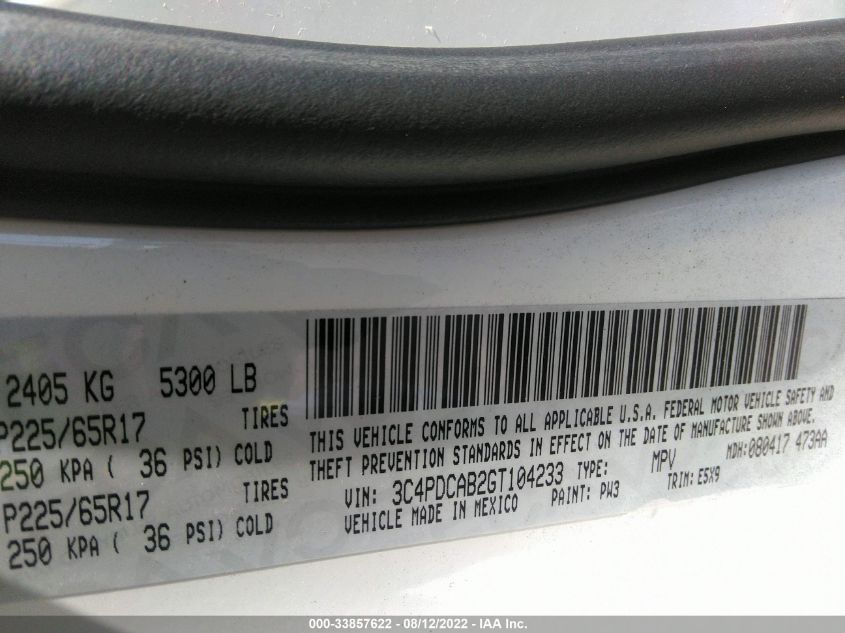 2405 KG 5300 LB
P225/65R17 TIRES
250 KPA ( 36 PSI) COLD
P225/65R17 TIRES
250 KPA ( 36 PSI) COLD
THIS VEHICLE CONFORMS TO ALL APPLICABLE U.S.A. FEDERAL MOTOR VEHICLE SAFETY AND
THEFT PREVENTION STANDARDS IN EFFECT ON THE DATE OF MANUFACTURE SHOWN ABOVE.
VIN: 3C4PDCAB2GT104233 TYPE: MPV MDH:080417 473AA
VEHICLE MADE IN MEXICO PAINT: PW3 TRIM:E5X9
000-33857622 - 08/12/2022 - IAA Inc.